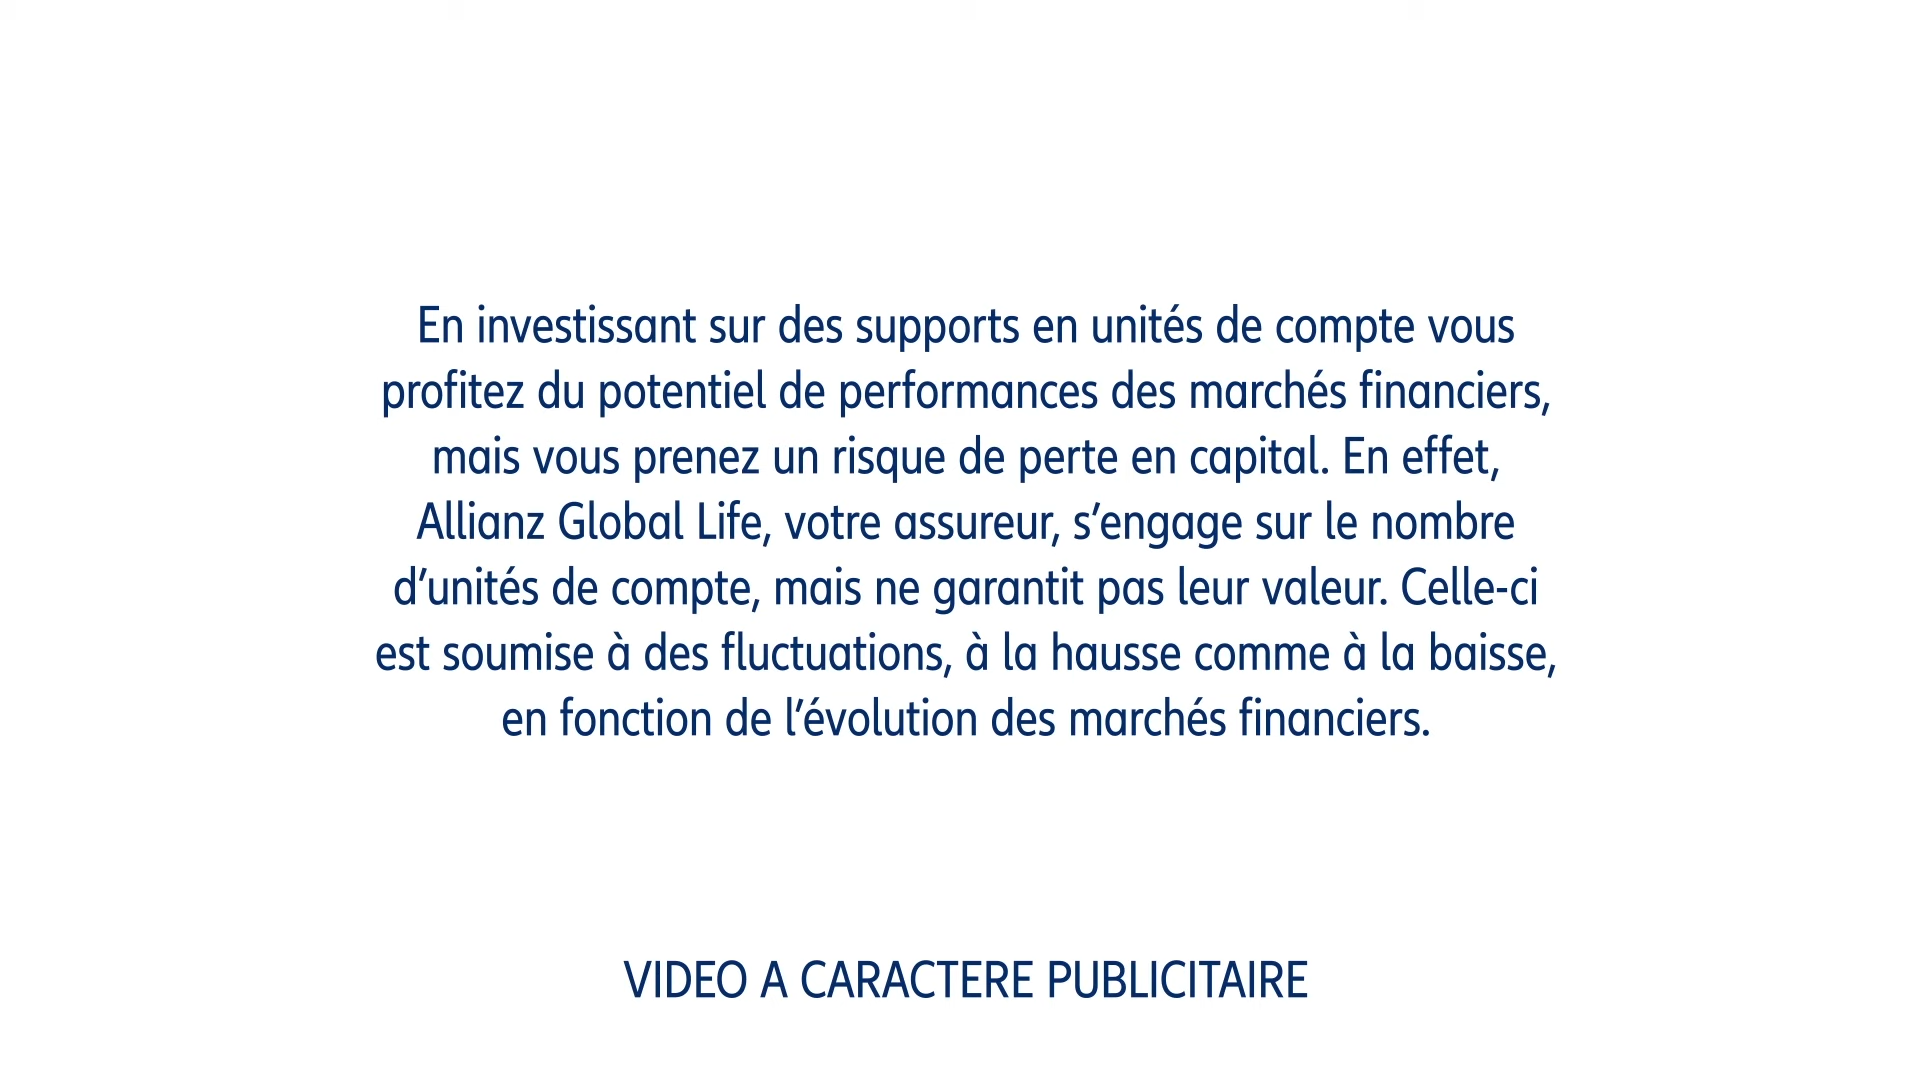 En investissant sur des supports en unités de compte vous
profitez du potentiel de performances des marchés financiers,
mais vous prenez un risque de perte en capital. En effet,
Allianz Global Life, votre assureur, s’engage sur le nombre
d’unités de compte, mais ne garantit pas leur valeur. Celle-ci
est soumise à des fluctuations, à la hausse comme à la baisse,
en fonction de l’évolution des marchés financiers.
VIDEO A CARACTERE PUBLICITAIRE